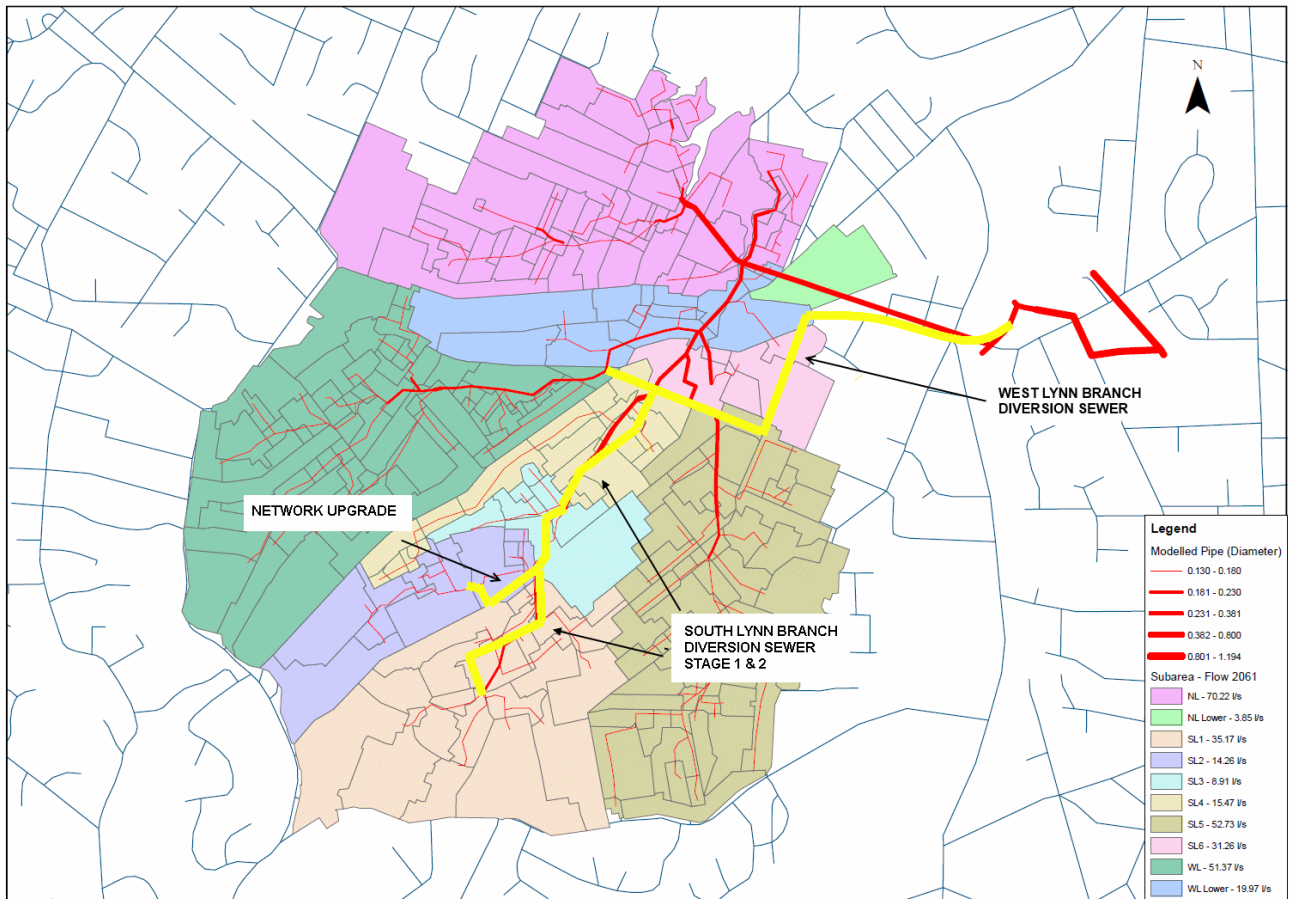 N
WEST LYNN BRANCH
DIVERSION SEWER
NETWORK UPGRADE
SOUTH LYNN BRANCH
DIVERSION SEWER
STAGE 1 & 2
Legend
Modelled Pipe (Diameter)
0.130 - 0.180
0.181 - 0.230
0.231 - 0.381
0.382 - 0.800
0.801 - 1.194
Subarea - Flow 2061
NL - 70.22 l/s
NL Lower - 3.85 l/s
SL1 - 35.17 l/s
SL2 - 14.26 l/s
SL3 - 8.91 l/s
SL4 - 15.47 l/s
SL5 - 52.73 l/s
SL6 - 31.26 l/s
WL - 51.37 l/s
WL Lower - 19.97 l/s